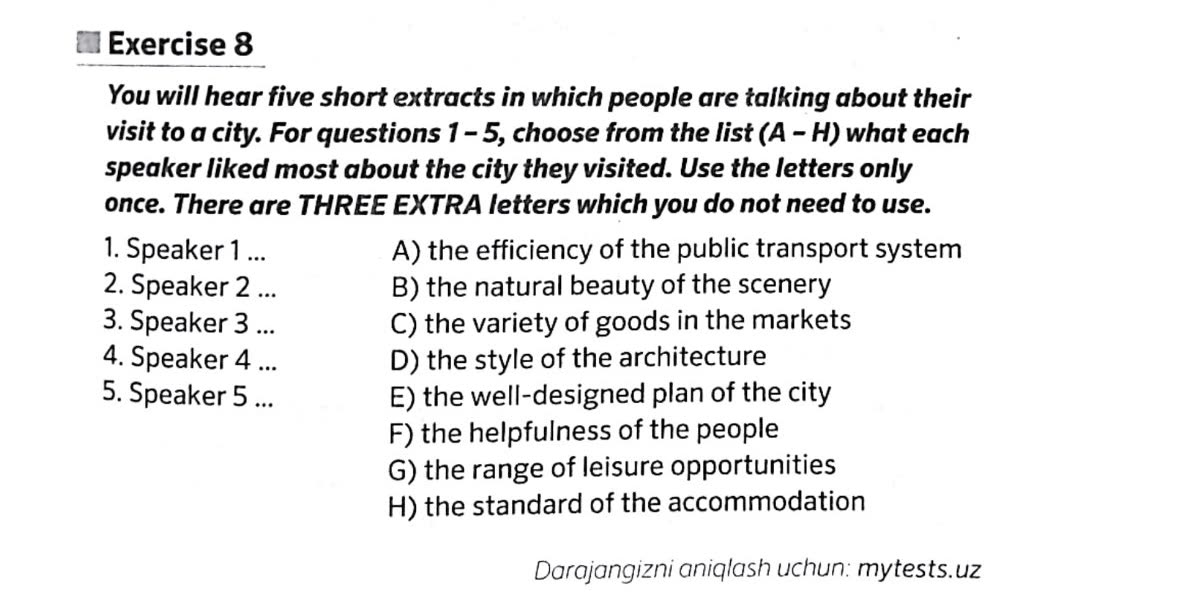 Exercise 8
You will hear five short extracts in which people are talking about their
visit to a city. For questions 1 – 5, choose from the list (A – H) what each
speaker liked most about the city they visited. Use the letters only
once. There are THREE EXTRA letters which you do not need to use.
1. Speaker 1 ...
2. Speaker 2 ...
3. Speaker 3 ...
4. Speaker 4 ...
5. Speaker 5 ...
A) the efficiency of the public transport system
B) the natural beauty of the scenery
C) the variety of goods in the markets
D) the style of the architecture
E) the well-designed plan of the city
F) the helpfulness of the people
G) the range of leisure opportunities
H) the standard of the accommodation
Darajangizni aniqlash uchun: mytests.uz